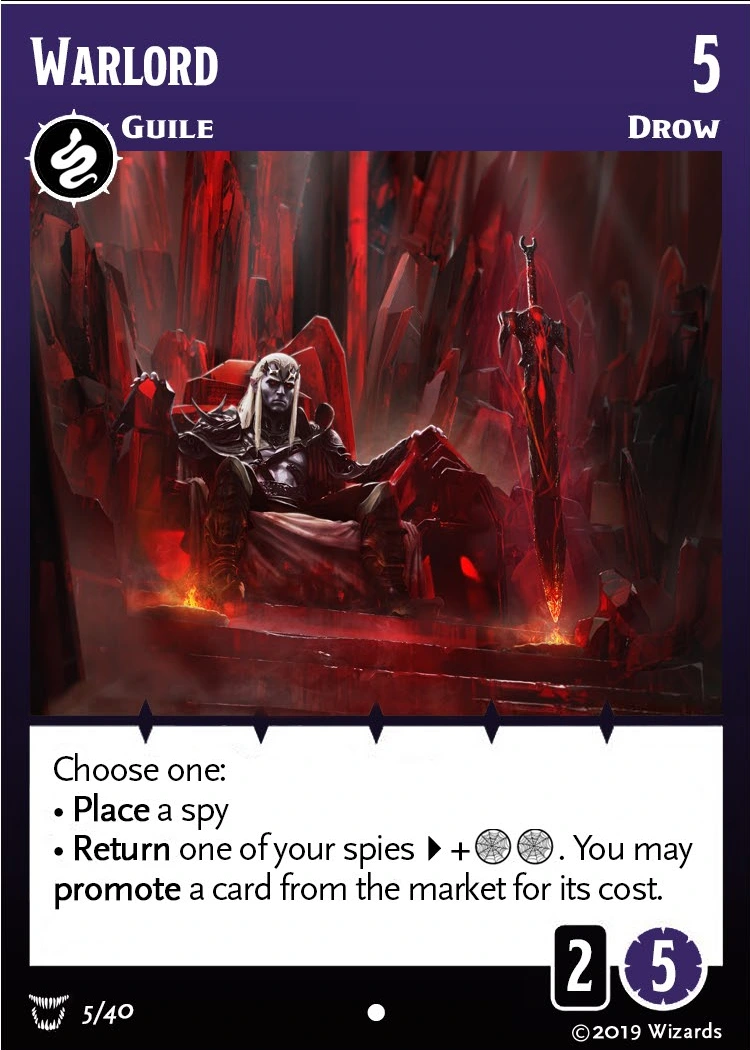 Warlord
5
Guile
Drow
Choose one:
• Place a spy
• Return one of your spies ▶ + . You may
promote a card from the market for its cost.
2
5
5/40
©2019 Wizards